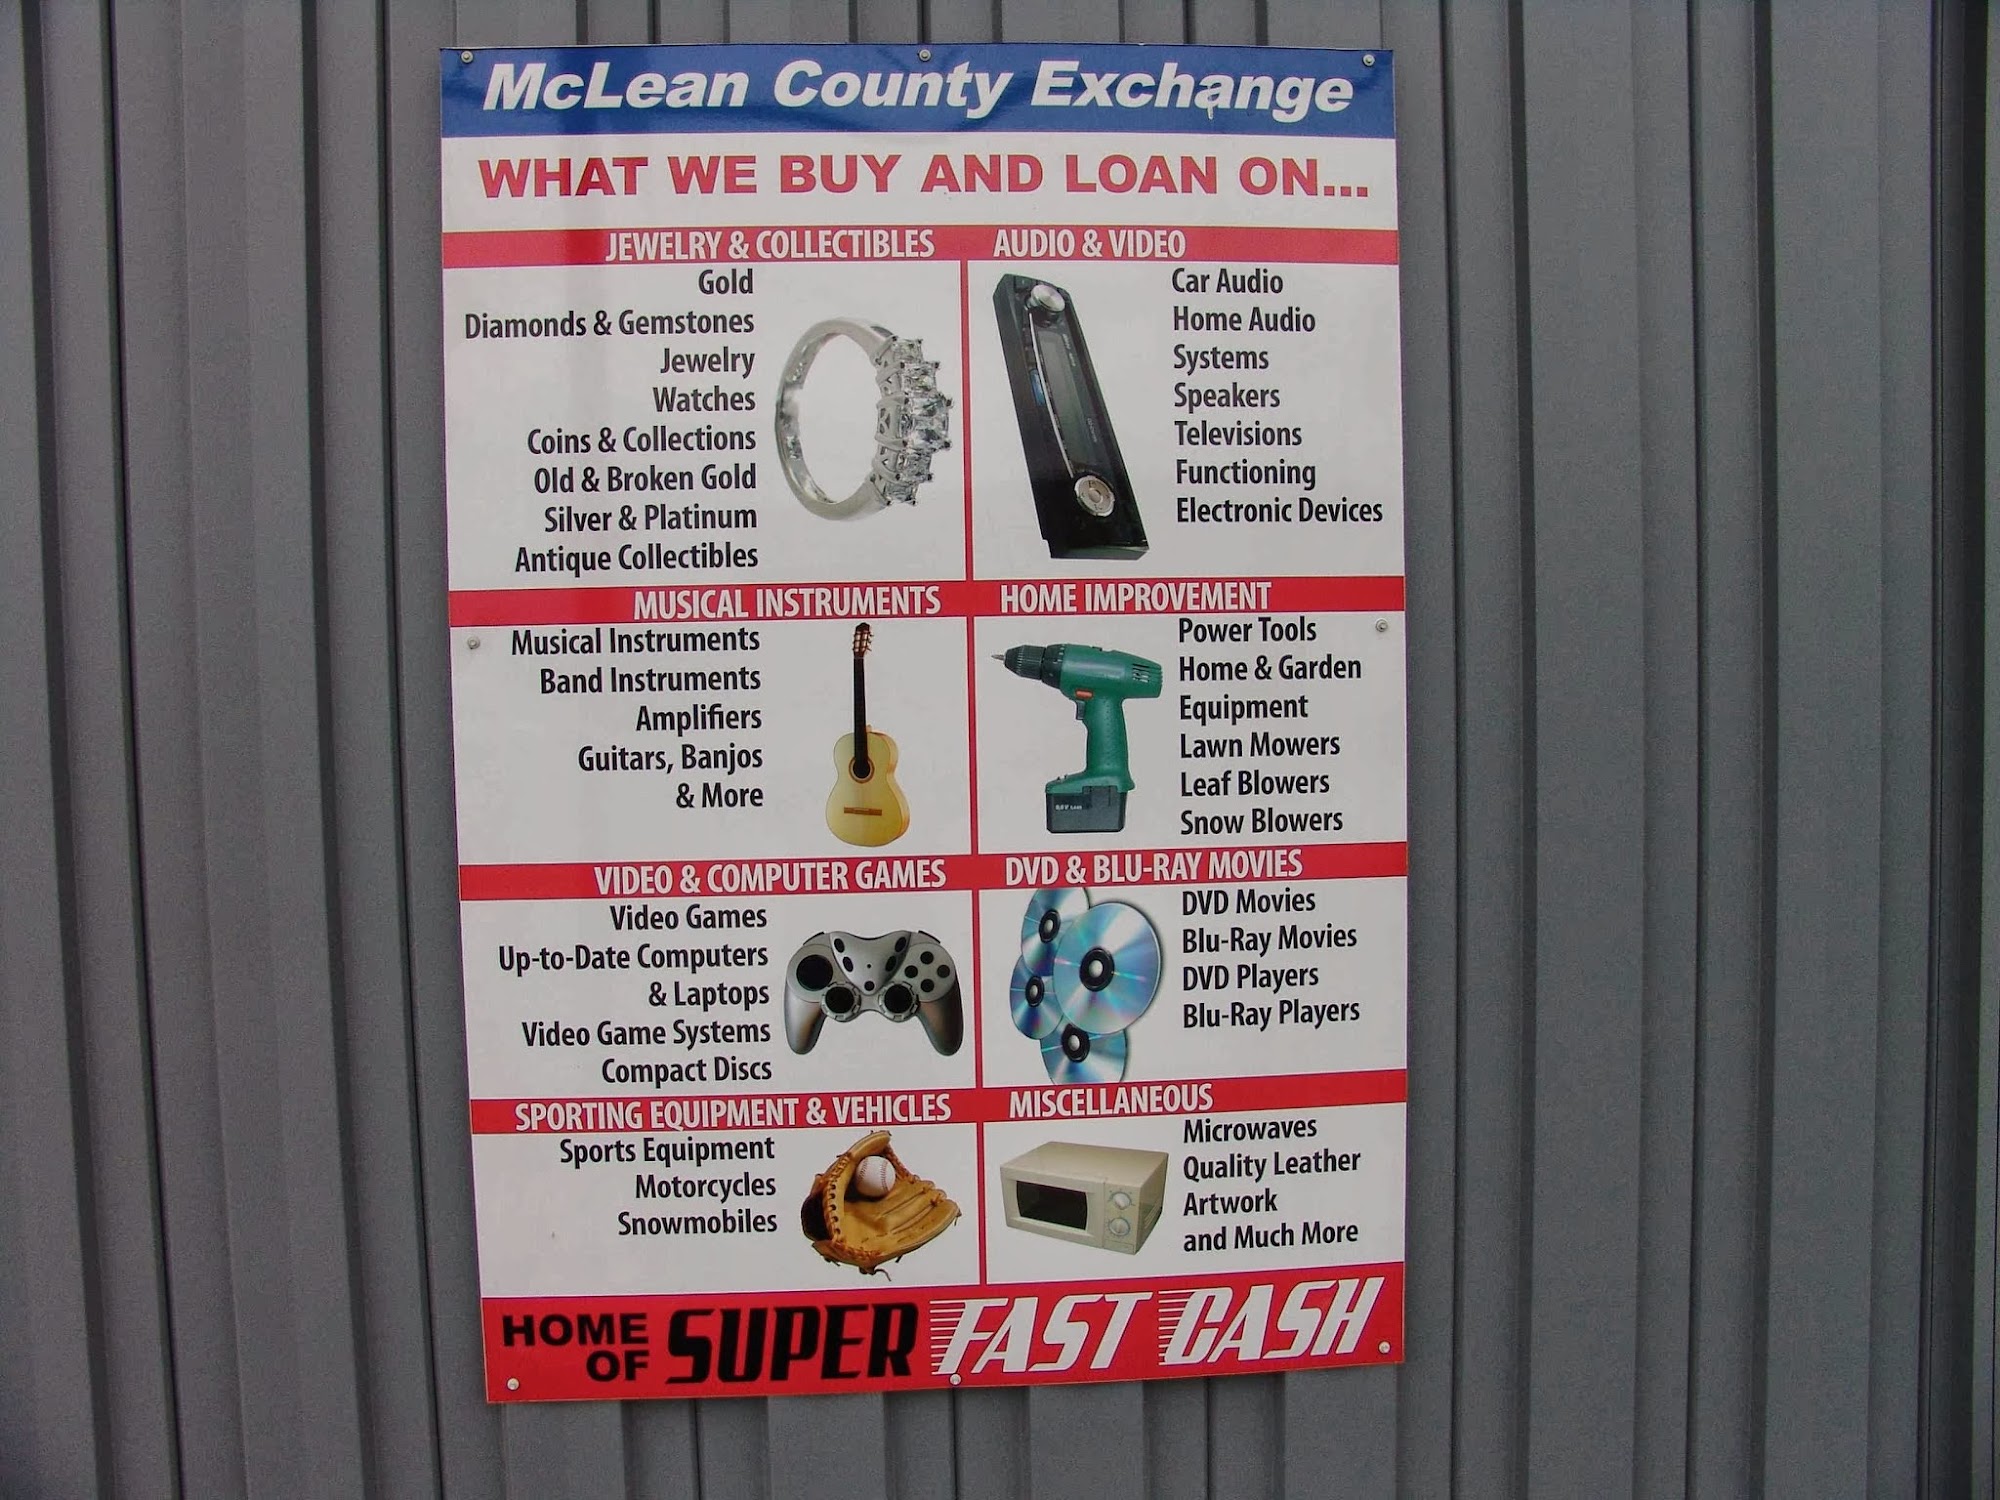 McLean County Exchange
WHAT WE BUY AND LOAN ON...
JEWELRY & COLLECTIBLES
Gold
Diamonds & Gemstones
Jewelry
Watches
Coins & Collections
Old & Broken Gold
Silver & Platinum
Antique Collectibles
AUDIO & VIDEO
Car Audio
Home Audio
Systems
Speakers
Televisions
Functioning
Electronic Devices
MUSICAL INSTRUMENTS
Musical Instruments
Band Instruments
Amplifiers
Guitars, Banjos
& More
HOME IMPROVEMENT
Power Tools
Home & Garden
Equipment
Lawn Mowers
Leaf Blowers
Snow Blowers
VIDEO & COMPUTER GAMES
Video Games
Up-to-Date Computers
& Laptops
Video Game Systems
Compact Discs
DVD & BLU-RAY MOVIES
DVD Movies
Blu-Ray Movies
DVD Players
Blu-Ray Players
SPORTING EQUIPMENT & VEHICLES
Sports Equipment
Motorcycles
Snowmobiles
MISCELLANEOUS
Microwaves
Quality Leather
Artwork
and Much More
HOME OF SUPER FAST CASH